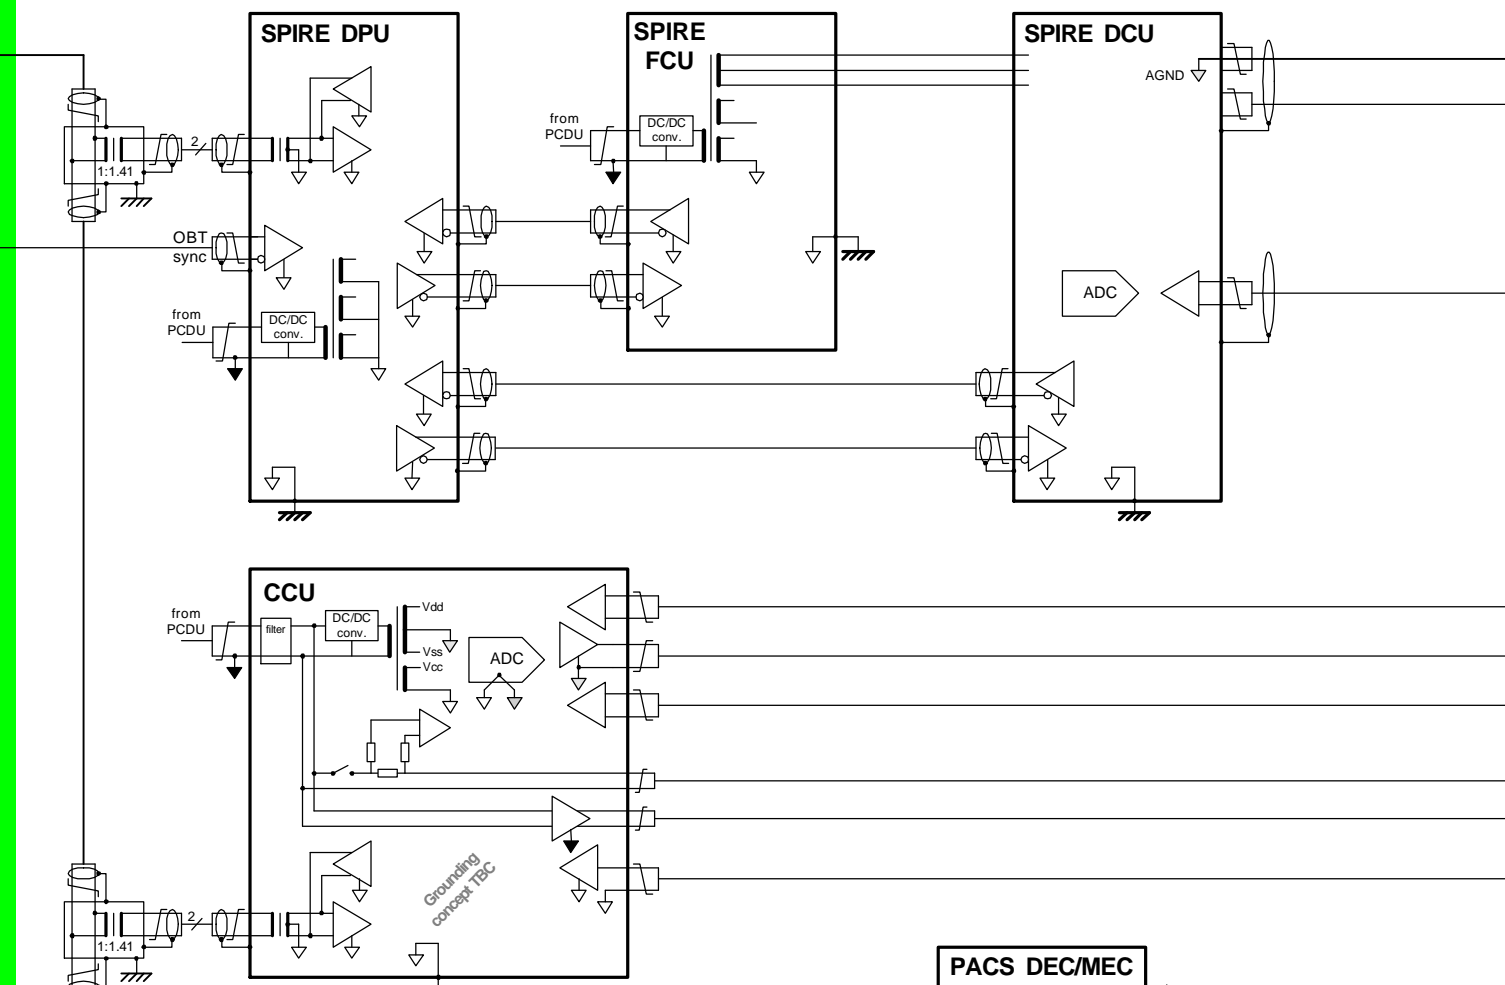 SPIRE DPU
SPIRE
FCU
SPIRE DCU
AGND
from
PCDU
DC/DC
conv.
2
1:1.41
OBT
sync
from
PCDU
DC/DC
conv.
ADC
CCU
from
PCDU
filter
DC/DC
conv.
Vdd
Vss
Vcc
ADC
Grounding
concept TBC
2
1:1.41
PACS DEC/MEC